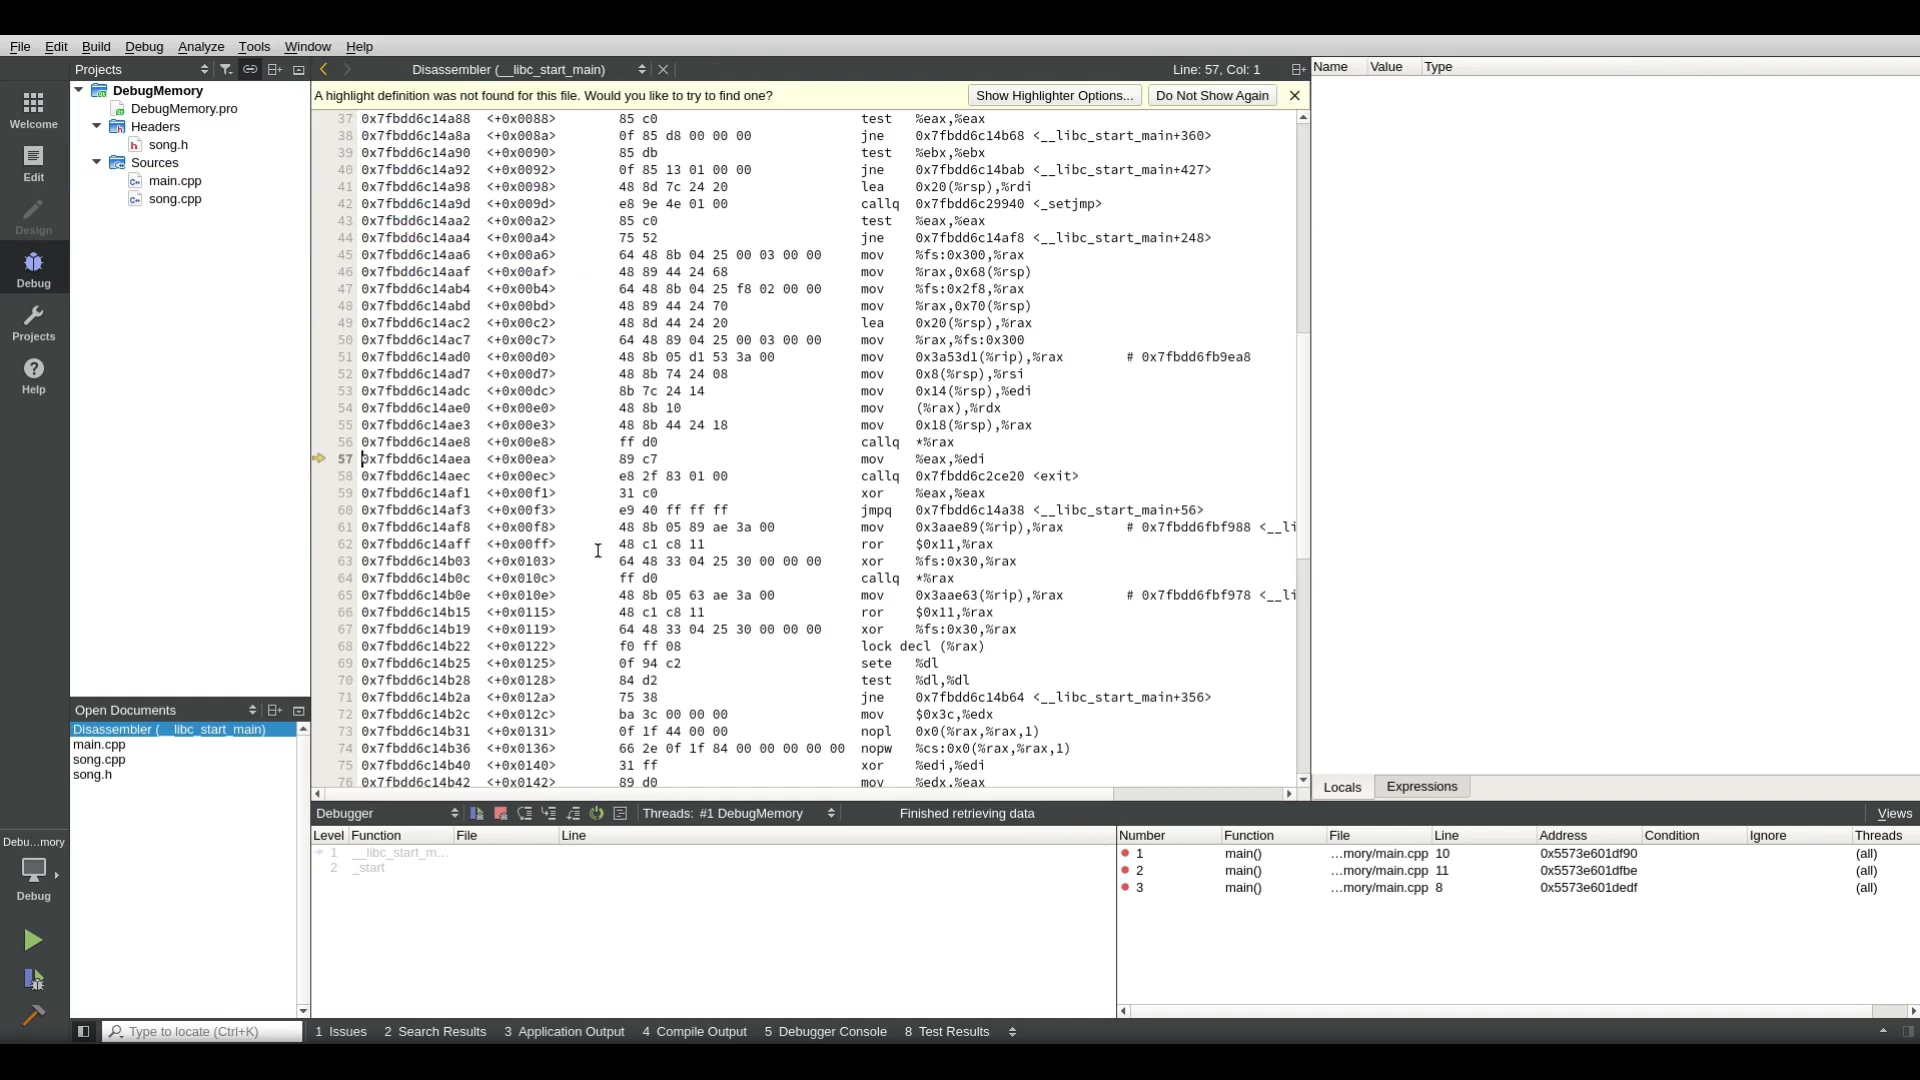 File Edit Build Debug Analyze Tools Window Help
Projects
Disassembler (__libc_start_main)
Line: 57, Col: 1
Name Value Type
Welcome
Edit
Design
Debug
Projects
Help
DebugMemory
DebugMemory.pro
Headers
song.h
Sources
main.cpp
song.cpp
A highlight definition was not found for this file. Would you like to try to find one? Show Highlighter Options... Do Not Show Again
37 0x7fbdd6c14a88 <+0x0088> 85 c0 test %eax,%eax
38 0x7fbdd6c14a8a <+0x008a> 0f 85 d8 00 00 00 jne 0x7fbdd6c14b68 <__libc_start_main+360>
39 0x7fbdd6c14a90 <+0x0090> 85 db test %ebx,%ebx
40 0x7fbdd6c14a92 <+0x0092> 0f 85 13 01 00 00 jne 0x7fbdd6c14bab <__libc_start_main+427>
41 0x7fbdd6c14a98 <+0x0098> 48 8d 7c 24 20 lea 0x20(%rsp),%rdi
42 0x7fbdd6c14a9d <+0x009d> e8 9e 4e 01 00 callq 0x7fbdd6c29940 <_setjmp>
43 0x7fbdd6c14aa2 <+0x00a2> 85 c0 test %eax,%eax
44 0x7fbdd6c14aa4 <+0x00a4> 75 52 jne 0x7fbdd6c14af8 <__libc_start_main+248>
45 0x7fbdd6c14aa6 <+0x00a6> 64 48 8b 04 25 00 03 00 00 mov %fs:0x300,%rax
46 0x7fbdd6c14aaf <+0x00af> 48 89 44 24 68 mov %rax,0x68(%rsp)
47 0x7fbdd6c14ab4 <+0x00b4> 64 48 8b 04 25 f8 02 00 00 mov %fs:0x2f8,%rax
48 0x7fbdd6c14abd <+0x00bd> 48 89 44 24 70 mov %rax,0x70(%rsp)
49 0x7fbdd6c14ac2 <+0x00c2> 48 8d 44 24 20 lea 0x20(%rsp),%rax
50 0x7fbdd6c14ac7 <+0x00c7> 64 48 89 04 25 00 03 00 00 mov %rax,%fs:0x300
51 0x7fbdd6c14ad0 <+0x00d0> 48 8b 05 d1 53 3a 00 mov 0x3a53d1(%rip),%rax # 0x7fbdd6fb9ea8
52 0x7fbdd6c14ad7 <+0x00d7> 48 8b 74 24 08 mov 0x8(%rsp),%rsi
53 0x7fbdd6c14adc <+0x00dc> 8b 7c 24 14 mov 0x14(%rsp),%edi
54 0x7fbdd6c14ae0 <+0x00e0> 48 8b 10 mov (%rax),%rdx
55 0x7fbdd6c14ae3 <+0x00e3> 48 8b 44 24 18 mov 0x18(%rsp),%rax
56 0x7fbdd6c14ae8 <+0x00e8> ff d0 callq *%rax
57 0x7fbdd6c14aea <+0x00ea> 89 c7 mov %eax,%edi
58 0x7fbdd6c14aec <+0x00ec> e8 2f 83 01 00 callq 0x7fbdd6c2ce20 <exit>
59 0x7fbdd6c14af1 <+0x00f1> 31 c0 xor %eax,%eax
60 0x7fbdd6c14af3 <+0x00f3> e9 40 ff ff ff jmpq 0x7fbdd6c14a38 <__libc_start_main+56>
61 0x7fbdd6c14af8 <+0x00f8> 48 8b 05 89 ae 3a 00 mov 0x3aae89(%rip),%rax # 0x7fbdd6fbf988 <__li
62 0x7fbdd6c14aff <+0x00ff> 48 c1 c8 11 ror $0x11,%rax
63 0x7fbdd6c14b03 <+0x0103> 64 48 33 04 25 30 00 00 00 xor %fs:0x30,%rax
64 0x7fbdd6c14b0c <+0x010c> ff d0 callq *%rax
65 0x7fbdd6c14b0e <+0x010e> 48 8b 05 63 ae 3a 00 mov 0x3aae63(%rip),%rax # 0x7fbdd6fbf978 <__li
66 0x7fbdd6c14b15 <+0x0115> 48 c1 c8 11 ror $0x11,%rax
67 0x7fbdd6c14b19 <+0x0119> 64 48 33 04 25 30 00 00 00 xor %fs:0x30,%rax
68 0x7fbdd6c14b22 <+0x0122> f0 ff 08 lock decl (%rax)
69 0x7fbdd6c14b25 <+0x0125> 0f 94 c2 sete %dl
70 0x7fbdd6c14b28 <+0x0128> 84 d2 test %dl,%dl
71 0x7fbdd6c14b2a <+0x012a> 75 38 jne 0x7fbdd6c14b64 <__libc_start_main+356>
72 0x7fbdd6c14b2c <+0x012c> ba 3c 00 00 00 mov $0x3c,%edx
73 0x7fbdd6c14b31 <+0x0131> 0f 1f 44 00 00 nopl 0x0(%rax,%rax,1)
74 0x7fbdd6c14b36 <+0x0136> 66 2e 0f 1f 84 00 00 00 00 00 nopw %cs:0x0(%rax,%rax,1)
75 0x7fbdd6c14b40 <+0x0140> 31 ff xor %edi,%edi
76 0x7fbdd6c14b42 <+0x0142> 89 d0 mov %edx,%eax
Open Documents
Disassembler (__libc_start_main)
main.cpp
song.cpp
song.h
Locals Expressions
Debugger Threads: #1 DebugMemory Finished retrieving data Views
Level Function File Line
1 __libc_start_m...
2 _start
Number Function File Line Address Condition Ignore Threads
1 main() ...mory/main.cpp 10 0x5573e601df90 (all)
2 main() ...mory/main.cpp 11 0x5573e601dfbe (all)
3 main() ...mory/main.cpp 8 0x5573e601dedf (all)
Debu...mory
Debug
Type to locate (Ctrl+K) 1 Issues 2 Search Results 3 Application Output 4 Compile Output 5 Debugger Console 8 Test Results